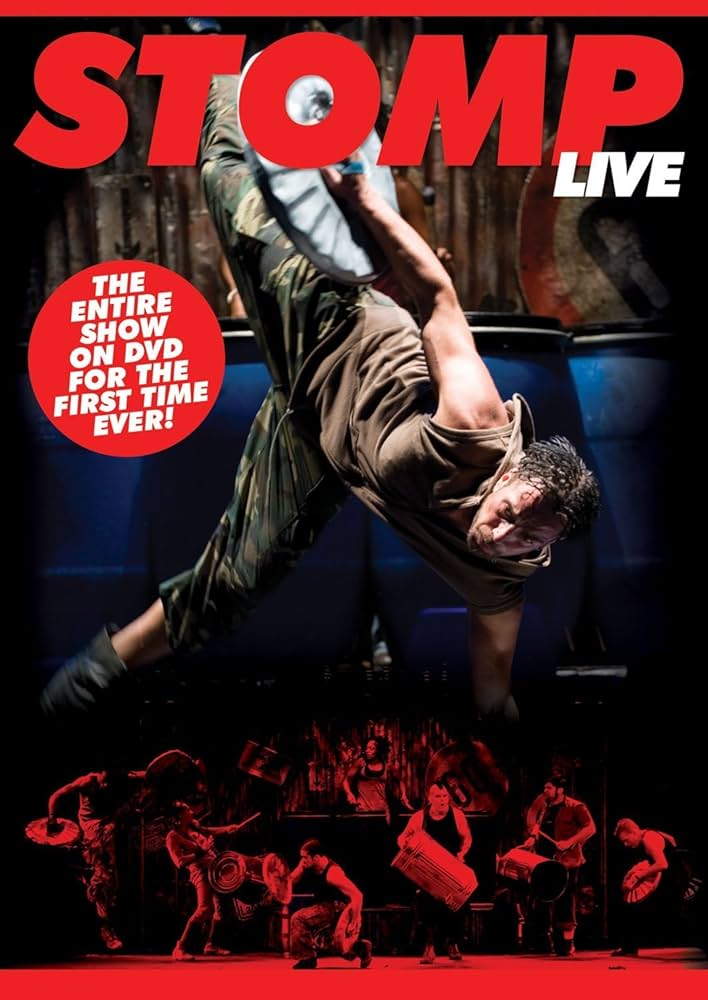 STOMP
LIVE
THE
ENTIRE
SHOW
ON DVD
FOR THE
FIRST TIME
EVER!